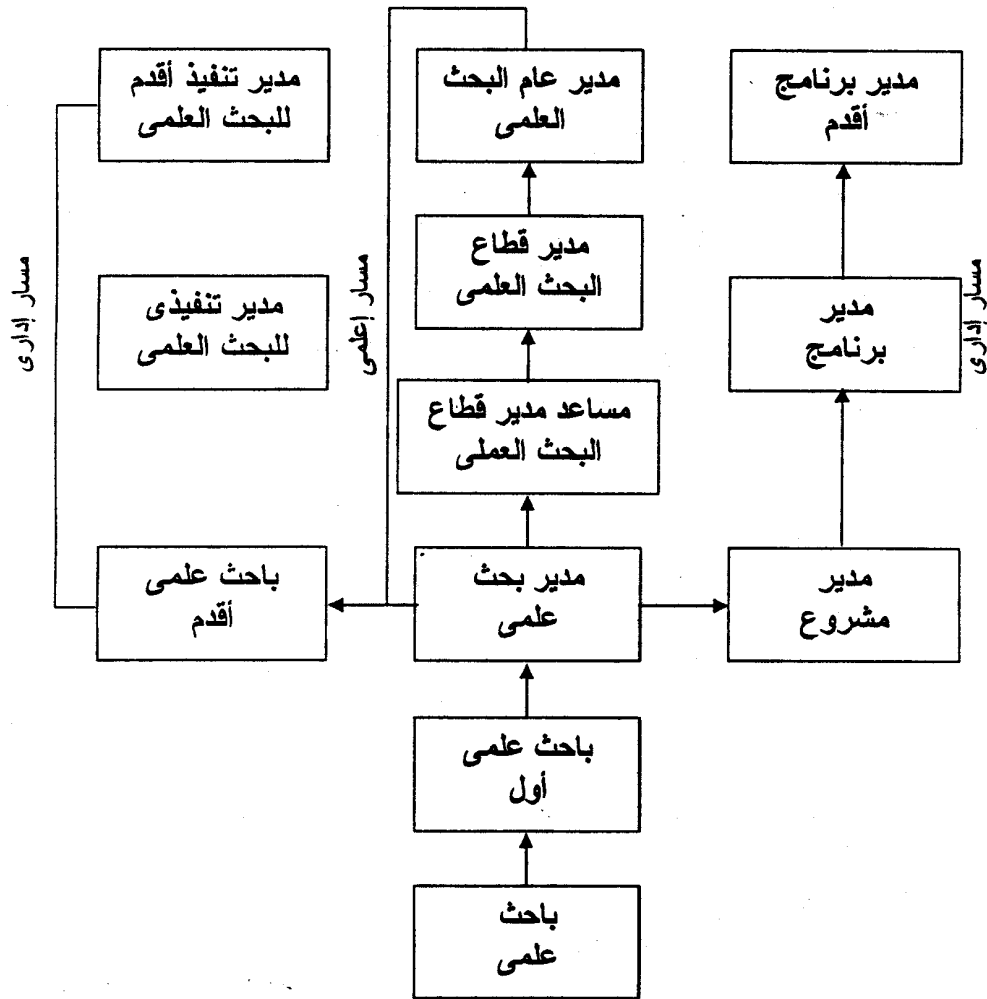 مدير برنامج
أقدم
مدير عام البحث
العلمى
مدير تنفيذ أقدم
للبحث العلمى
مدير قطاع
البحث العلمى
مسار إدارى
مدير
برنامج
مسار إعلمى
مدير تنفيذى
للبحث العلمى
مسار إدارى
مساعد مدير قطاع
البحث العملى
مدير
مشروع
مدير بحث
علمى
باحث علمى
أقدم
باحث علمى
أول
باحث
علمى